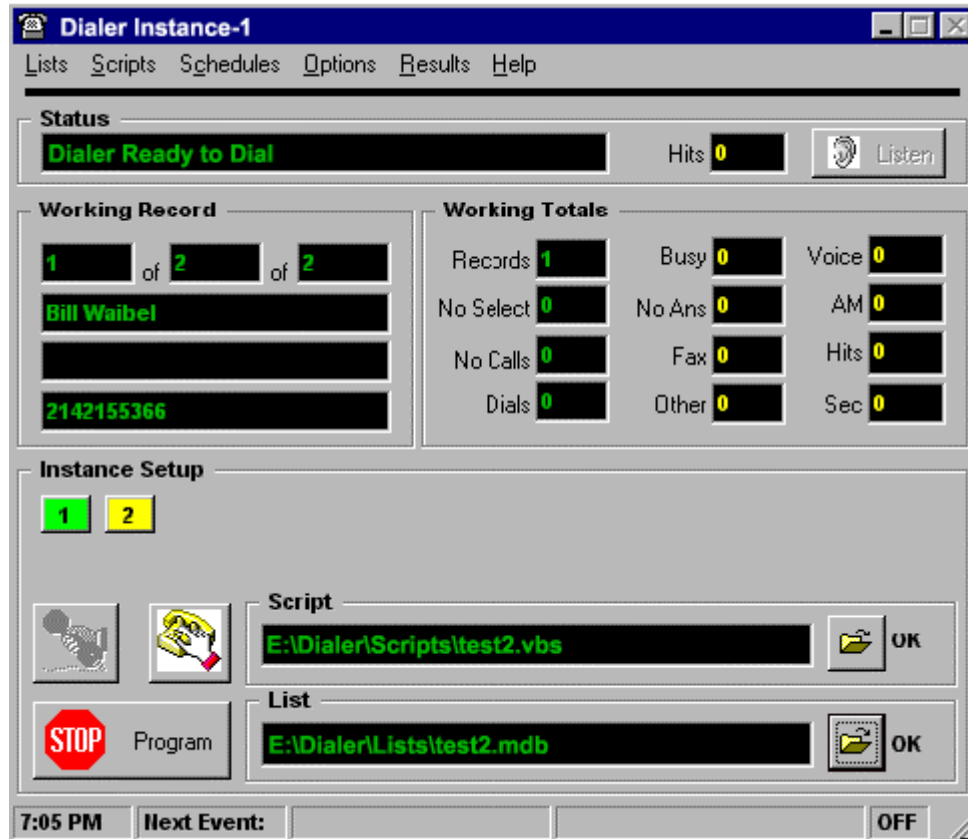 Dialer Instance-1
Lists Scripts Schedules Options Results Help
Status
Dialer Ready to Dial Hits 0 Listen
Working Record
1 of 2 of 2
Bill Waibel
2142155366
Working Totals
Records 1 Busy 0 Voice 0
No Select 0 No Ans 0 AM 0
No Calls 0 Fax 0 Hits 0
Dials 0 Other 0 Sec 0
Instance Setup
1 2
Script
E:\Dialer\Scripts\test2.vbs OK
List
STOP Program E:\Dialer\Lists\test2.mdb OK
7:05 PM Next Event: OFF